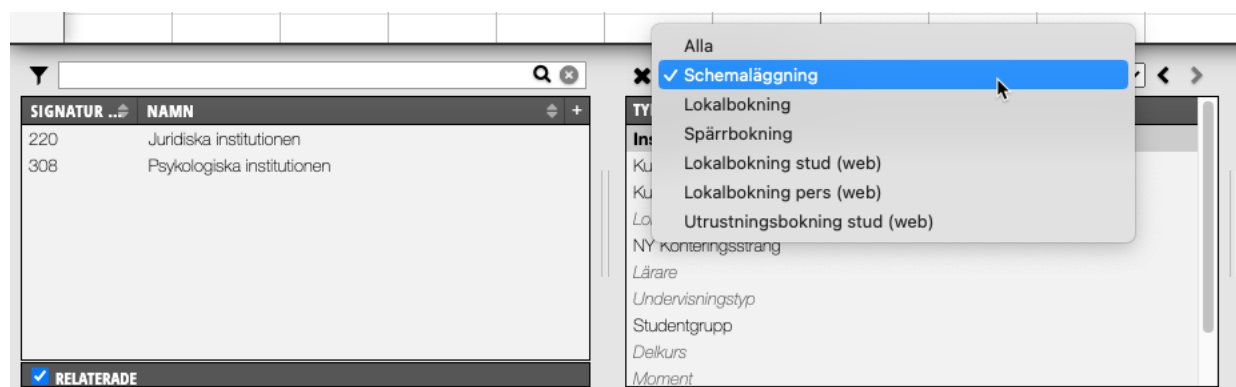 SIGNATUR ..
NAMN
+
220
Juridiska institutionen
308
Psykologiska institutionen
RELATERADE
Alla
✓ Schemaläggning
Lokalbokning
Spärrbokning
Lokalbokning stud (web)
Lokalbokning pers (web)
Utrustningsbokning stud (web)
NY Konteringssträng
Lärare
Undervisningstyp
Studentgrupp
Delkurs
Moment